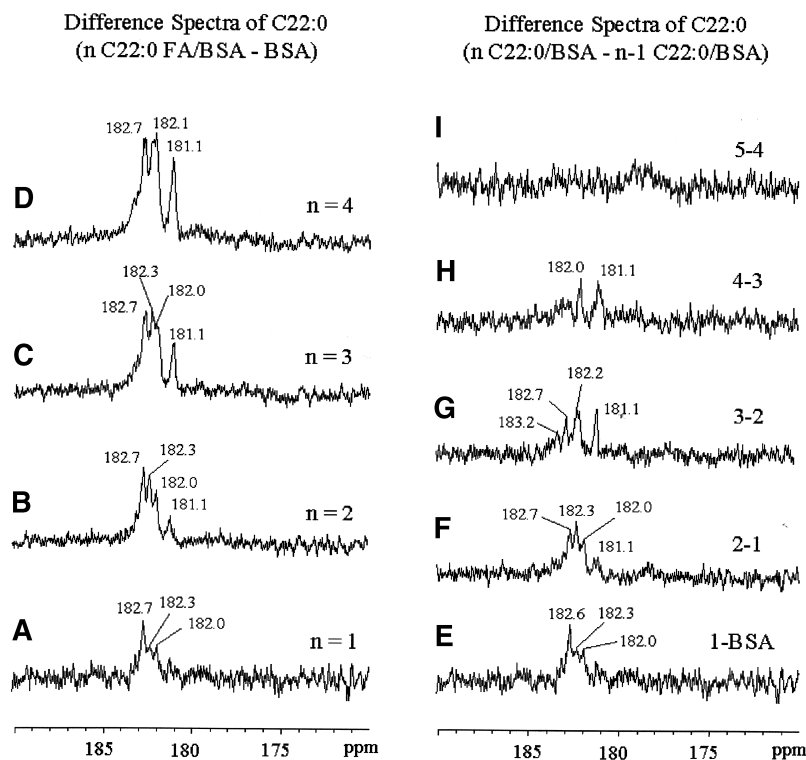 Difference Spectra of C22:0
(n C22:0 FA/BSA - BSA)
D
182.7
182.1
181.1
n = 4
C
182.3
182.7
182.0
181.1
n = 3
B
182.7
182.3
182.0
181.1
n = 2
A
182.7
182.3
182.0
n = 1
185
180
175
ppm
Difference Spectra of C22:0
(n C22:0/BSA - n-1 C22:0/BSA)
I
5-4
H
182.0
181.1
4-3
G
182.2
182.7
183.2
181.1
3-2
F
182.7
182.3
182.0
181.1
2-1
E
182.6
182.3
182.0
1-BSA
185
180
175
ppm